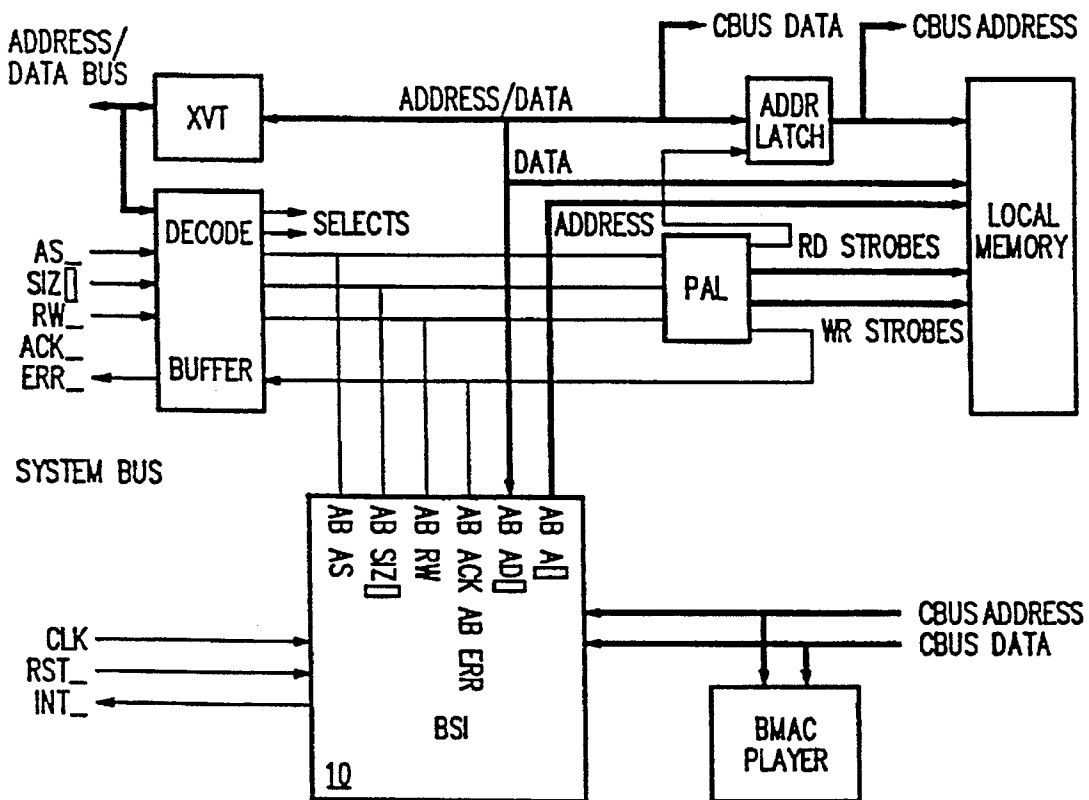 ADDRESS/
DATA BUS
XVT
ADDRESS/DATA
CBUS DATA
CBUS ADDRESS
ADDR
LATCH
DATA
ADDRESS
LOCAL
MEMORY
DECODE
BUFFER
SELECTS
PAL
RD STROBES
WR STROBES
AS_
SIZ[]
RW_
ACK_
ERR_
SYSTEM BUS
AB AS
AB SIZ[]
AB RW
AB ACK AB ERR
AB AD[]
AB A[]
CLK
RST_
INT_
BSI
10
CBUS ADDRESS
CBUS DATA
BMAC
PLAYER